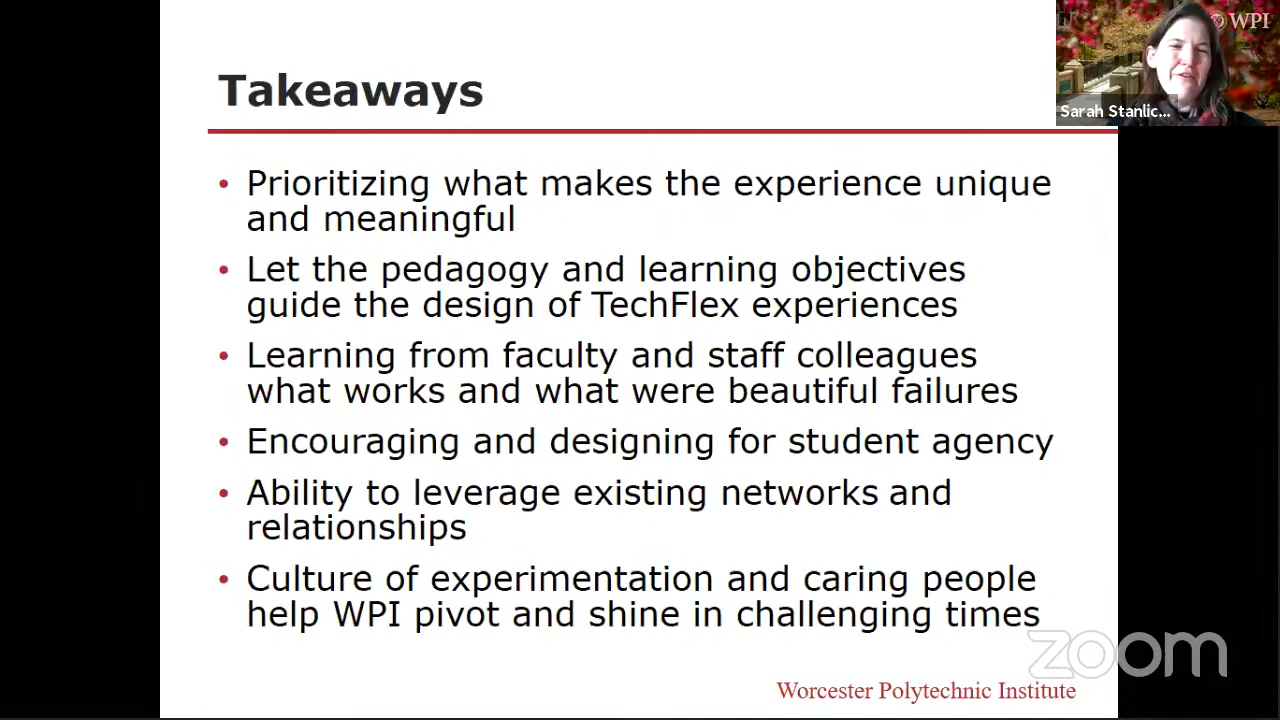 WPI
Sarah Stanlic...
Takeaways
• Prioritizing what makes the experience unique
and meaningful
• Let the pedagogy and learning objectives
guide the design of TechFlex experiences
• Learning from faculty and staff colleagues
what works and what were beautiful failures
• Encouraging and designing for student agency
• Ability to leverage existing networks and
relationships
• Culture of experimentation and caring people
help WPI pivot and shine in challenging times
zoom
Worcester Polytechnic Institute